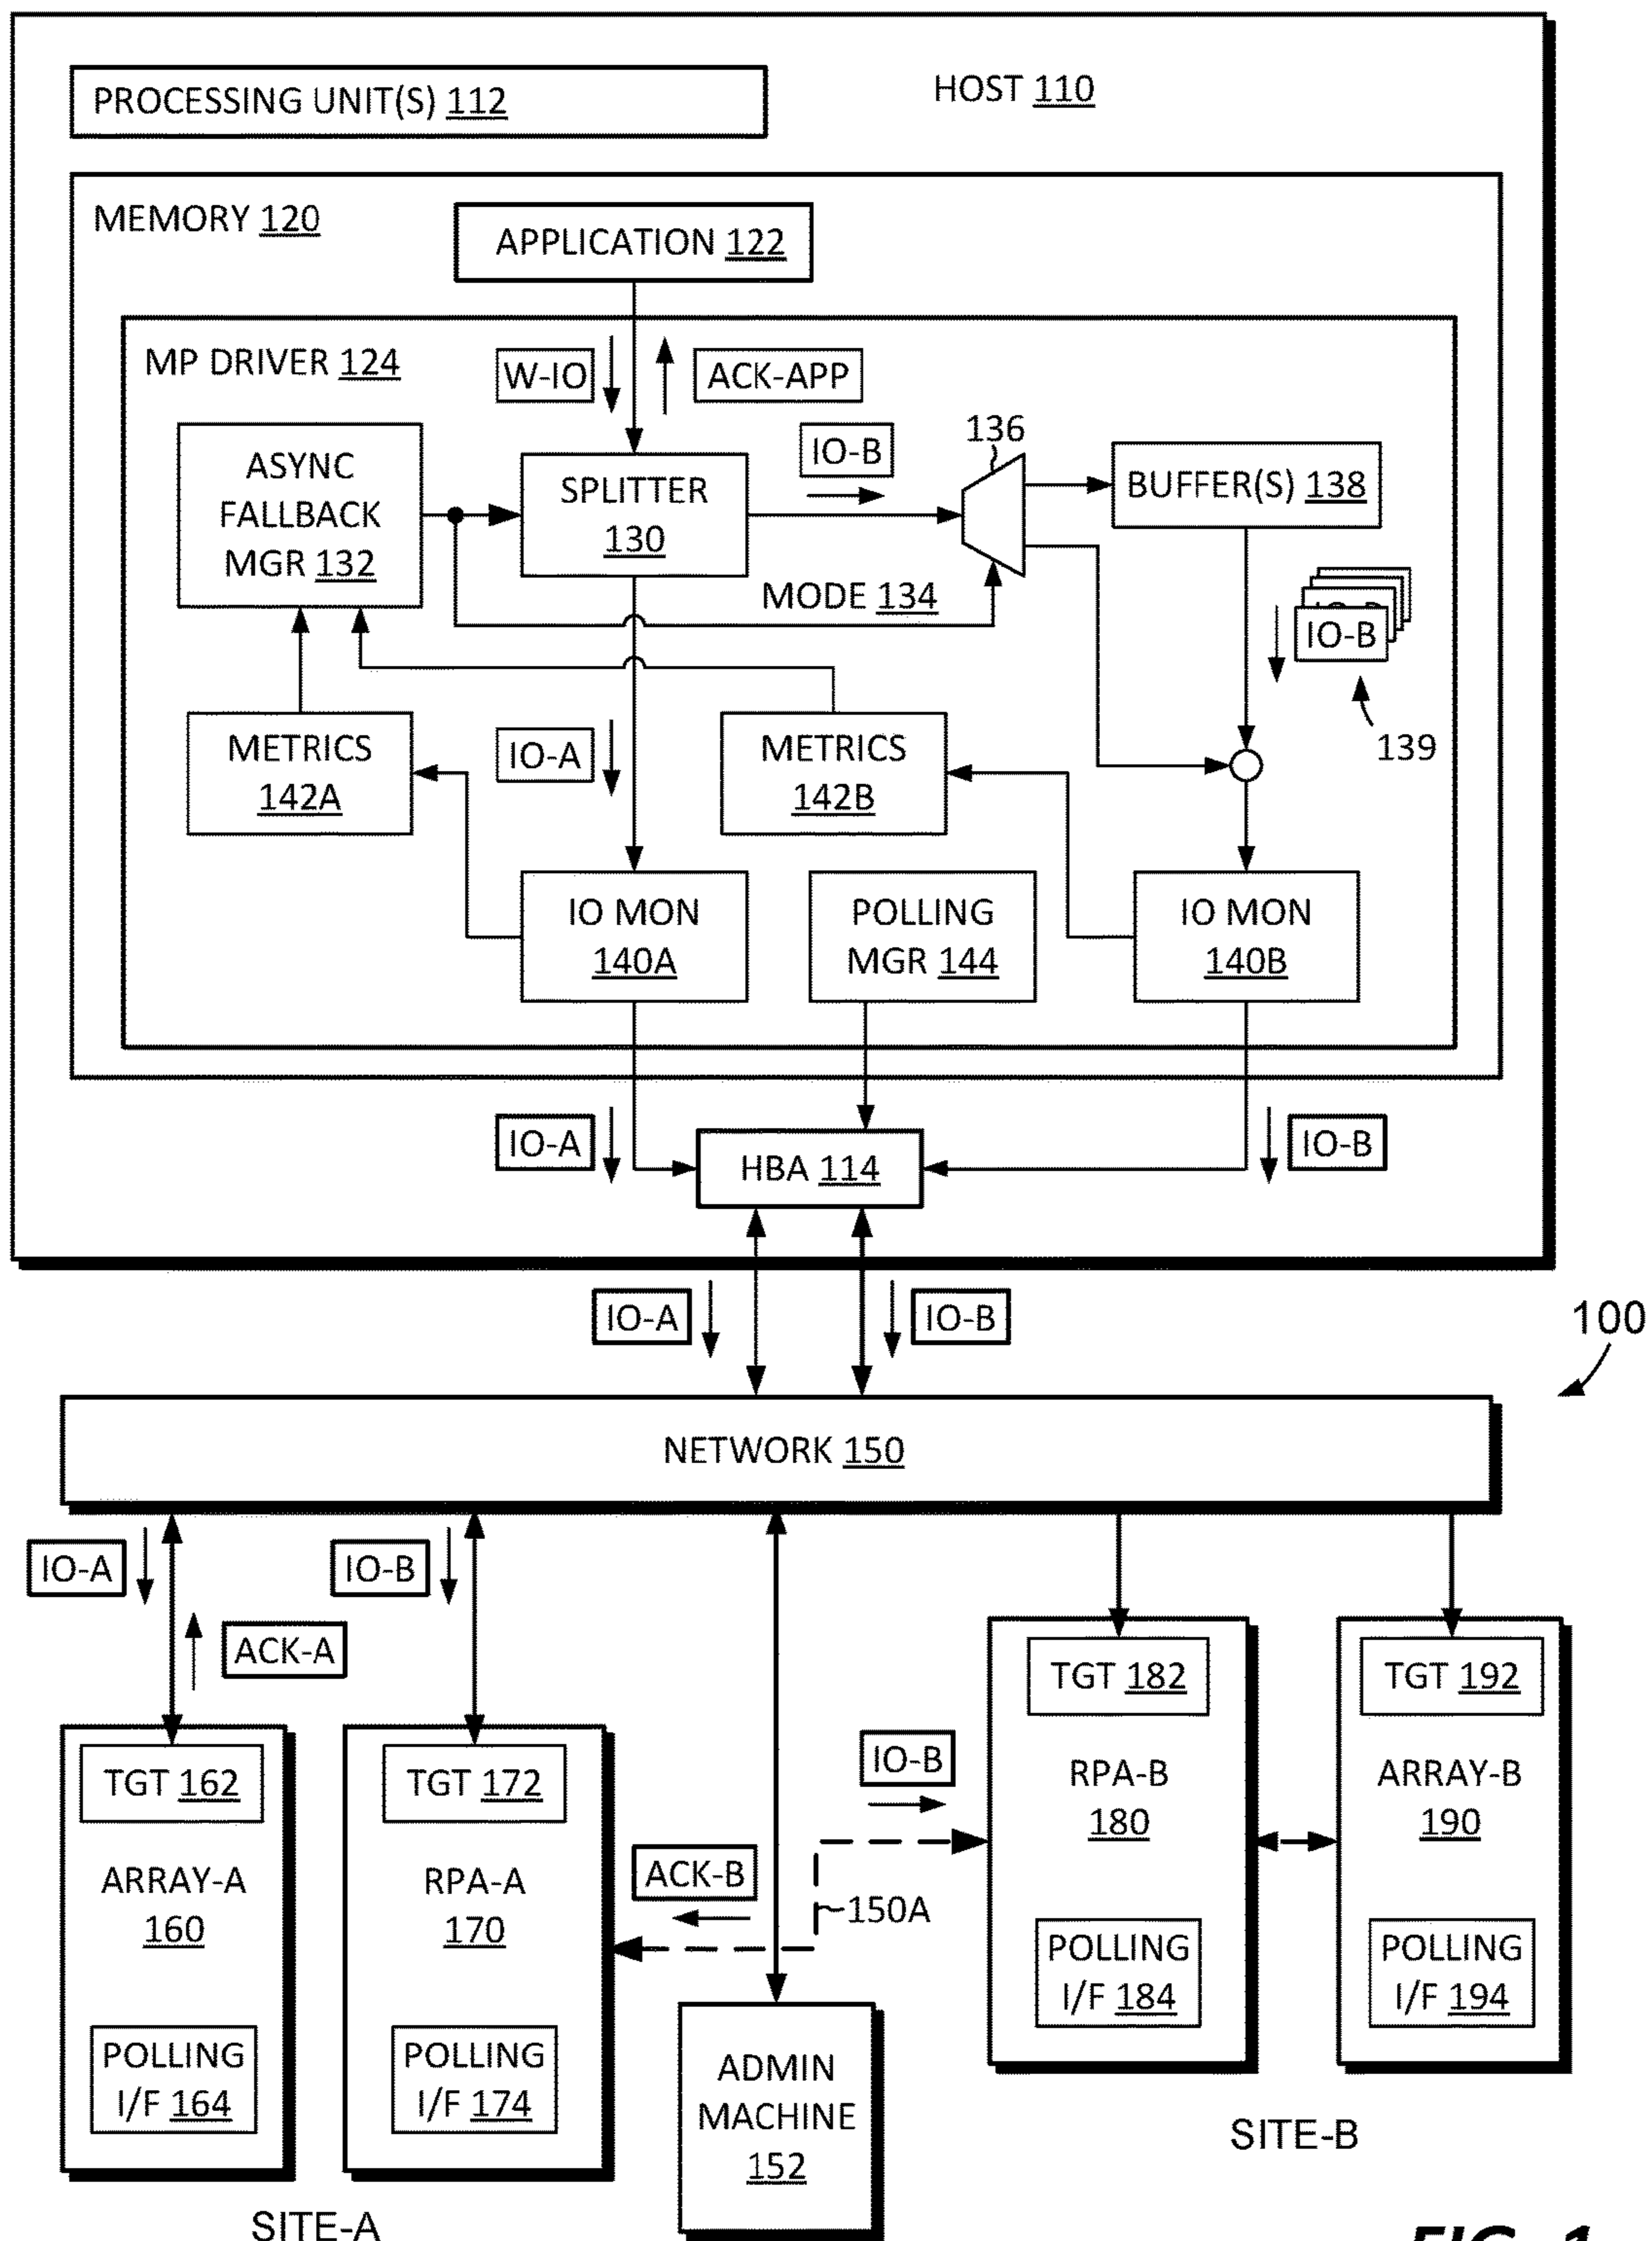 PROCESSING UNIT(S) 112
HOST 110
MEMORY 120
APPLICATION 122
MP DRIVER 124
W-IO
ACK-APP
ASYNC
FALLBACK
MGR 132
SPLITTER
130
IO-B
136
BUFFER(S) 138
MODE 134
IO-B
139
METRICS
142A
IO-A
METRICS
142B
IO MON
140A
POLLING
MGR 144
IO MON
140B
IO-A
HBA 114
IO-B
IO-A
IO-B
100
NETWORK 150
IO-A
IO-B
ACK-A
TGT 162
ARRAY-A
160
POLLING
I/F 164
TGT 172
RPA-A
170
POLLING
I/F 174
SITE-A
ACK-B
IO-B
150A
ADMIN
MACHINE
152
TGT 182
RPA-B
180
POLLING
I/F 184
TGT 192
ARRAY-B
190
POLLING
I/F 194
SITE-B
FIG. 1